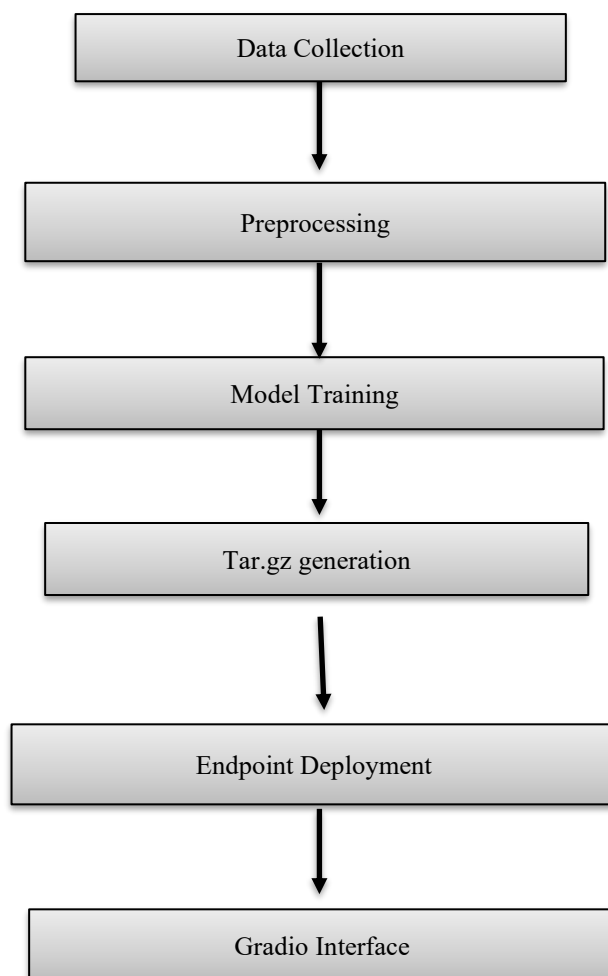 Data Collection
Preprocessing
Model Training
Tar.gz generation
Endpoint Deployment
Gradio Interface